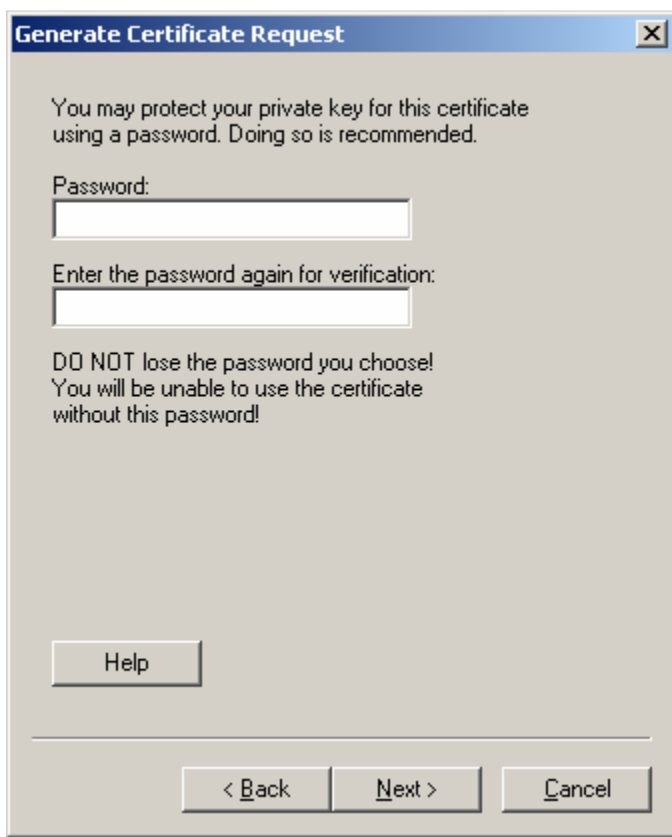 Generate Certificate Request
You may protect your private key for this certificate
using a password. Doing so is recommended.
Password:
Enter the password again for verification:
DO NOT lose the password you choose!
You will be unable to use the certificate
without this password!
Help
< Back Next > Cancel